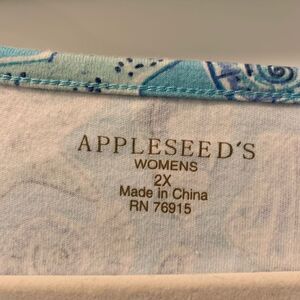 APPLESEED'S
WOMENS
2X
Made in China
RN 76915